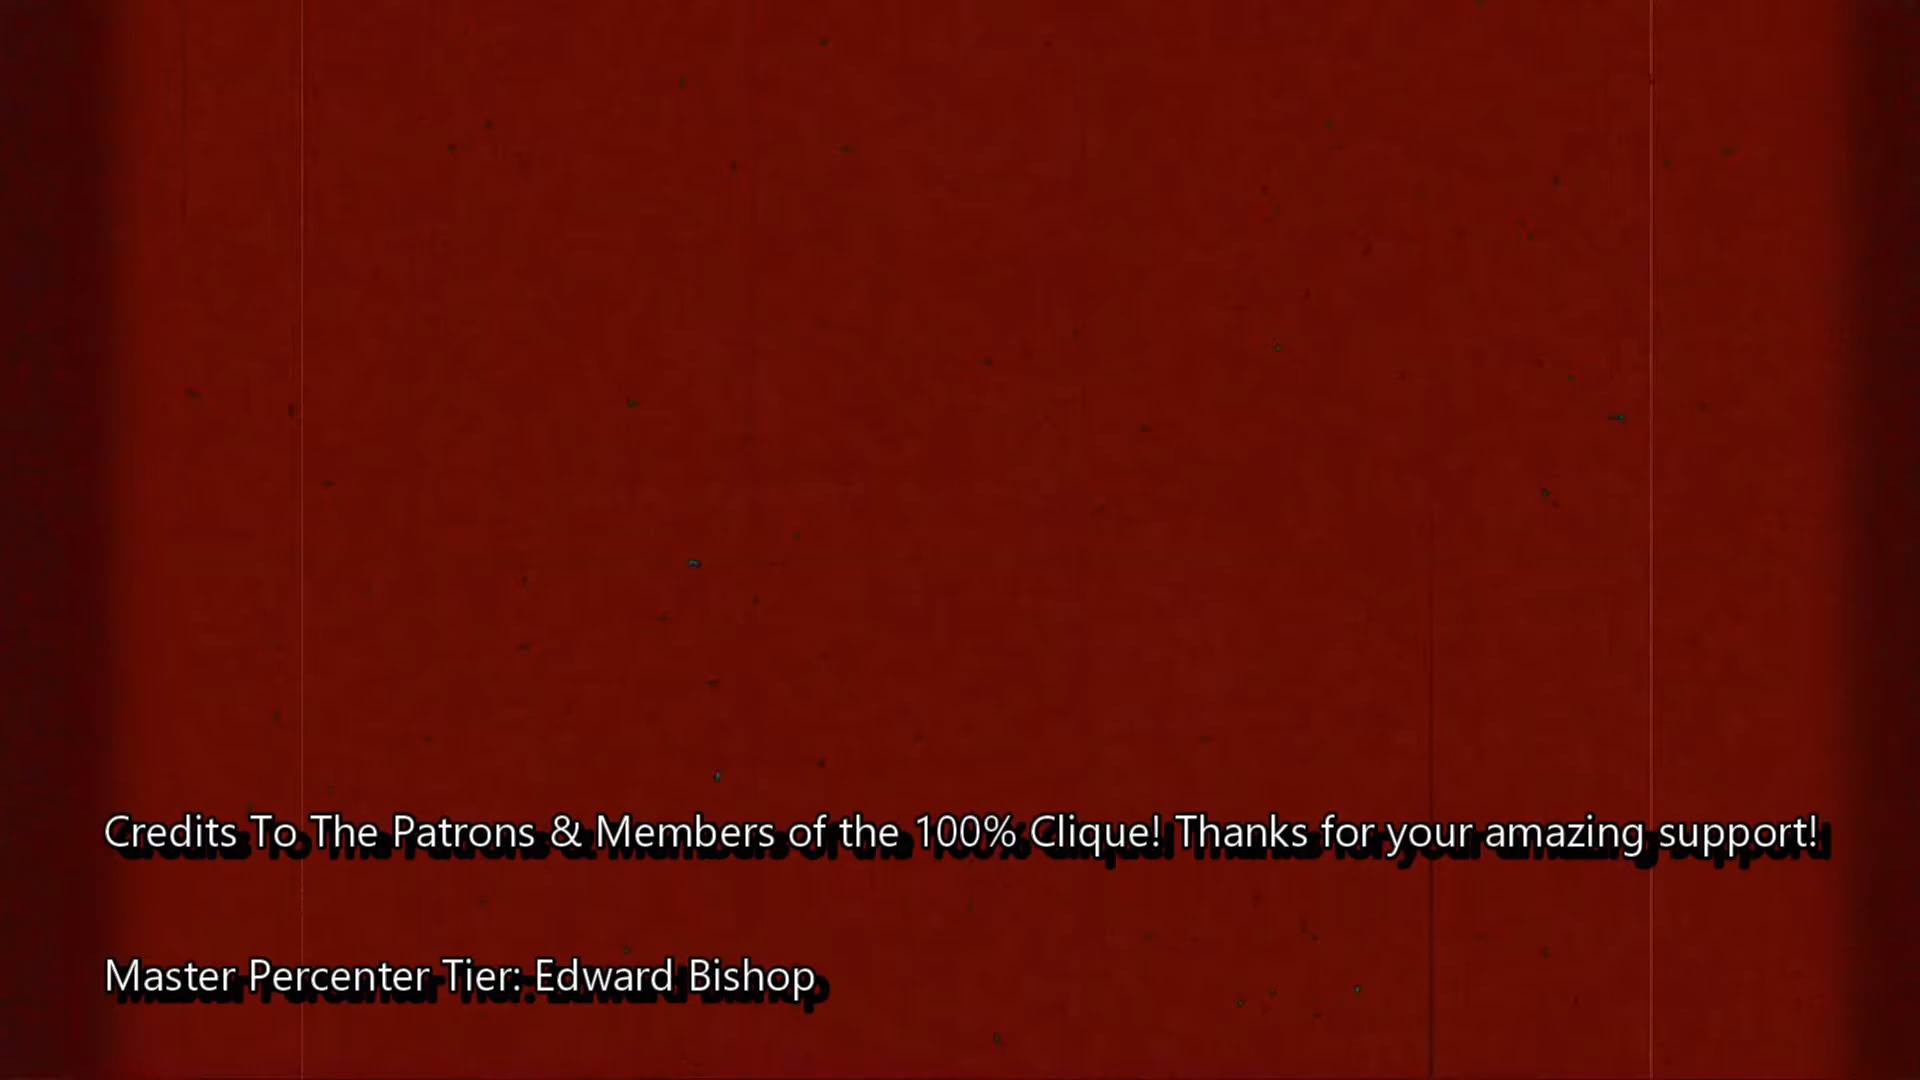 Credits To The Patrons & Members of the 100% Clique! Thanks for your amazing support!
Master Percenter Tier: Edward Bishop